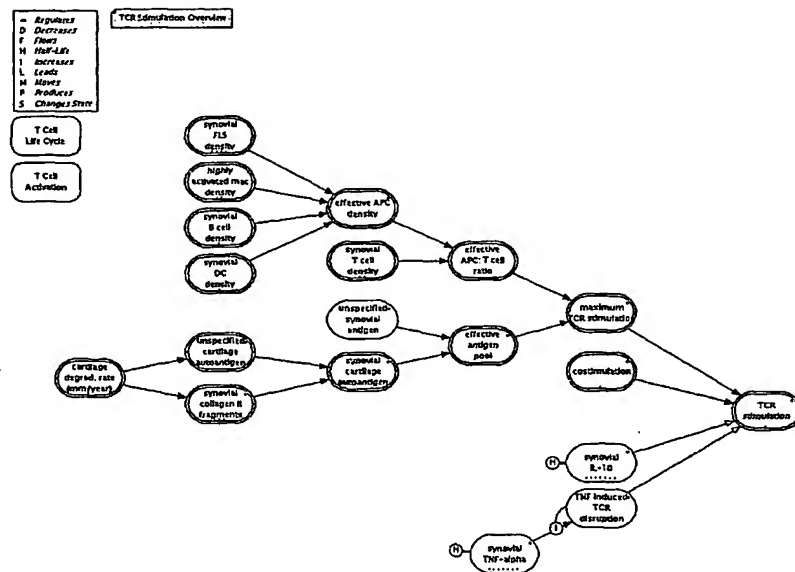 = Regulates
D Decreases
F Flows
H Half-Life
I Increases
L Leads
M Moves
P Produces
S Changes State
TCR Stimulation Overview
T Cell
Life Cycle
T Cell
Activation
synovial
FLS
density
highly
activated mac
density
synovial
B cell
density
synovial
DC
density
effective APC
density
synovial
T cell
density
effective
APC: T cell
ratio
unspecified-
synovial
antigen
maximum
TCR stimulation
unspecified-
cartilage
autoantigen
effective
antigen
pool
cartilage
degrad. rate
(mm/year)
synovial
cartilage
autoantigen
synovial
collagen II
fragments
costimulation
TCR
stimulation
H
synovial
IL-10
TNF induced-
TCR
disruption
I
H
synovial
TNF-alpha